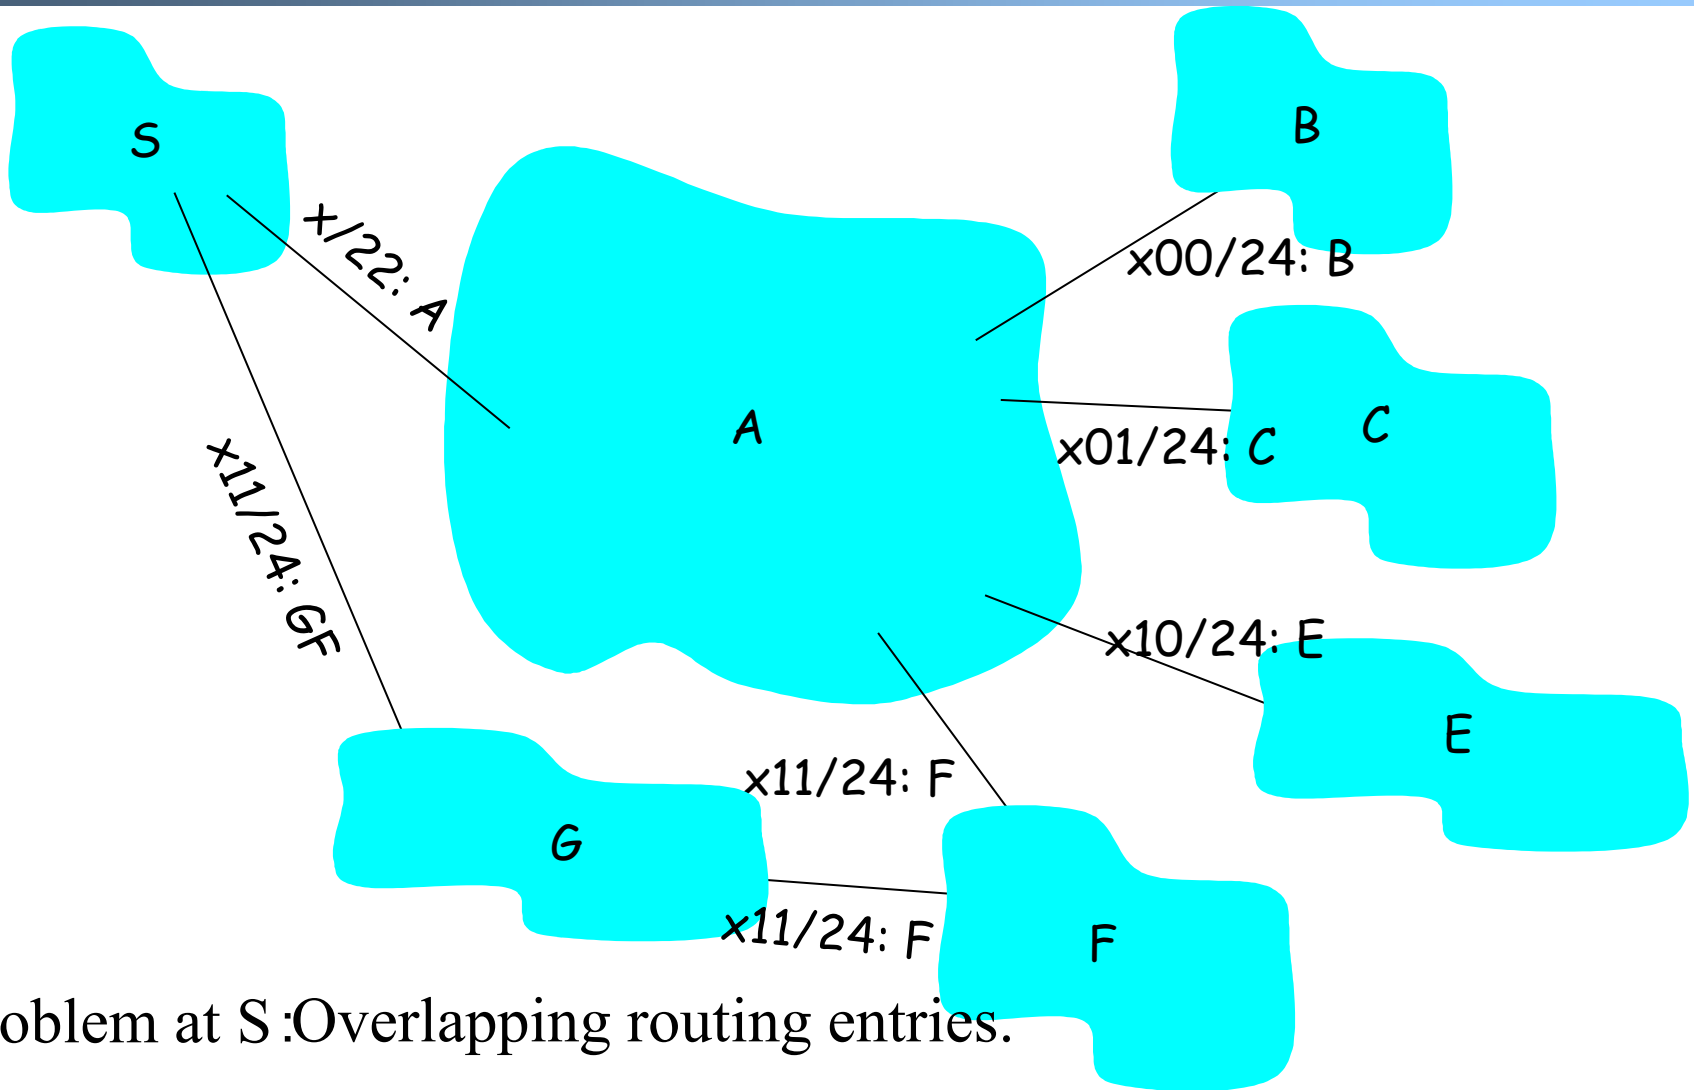 S
B
x/22: A
x00/24: B
A
C
x01/24: C
x11/24: GF
x10/24: E
E
x11/24: F
G
x11/24: F
F
oblem at S:Overlapping routing entries.